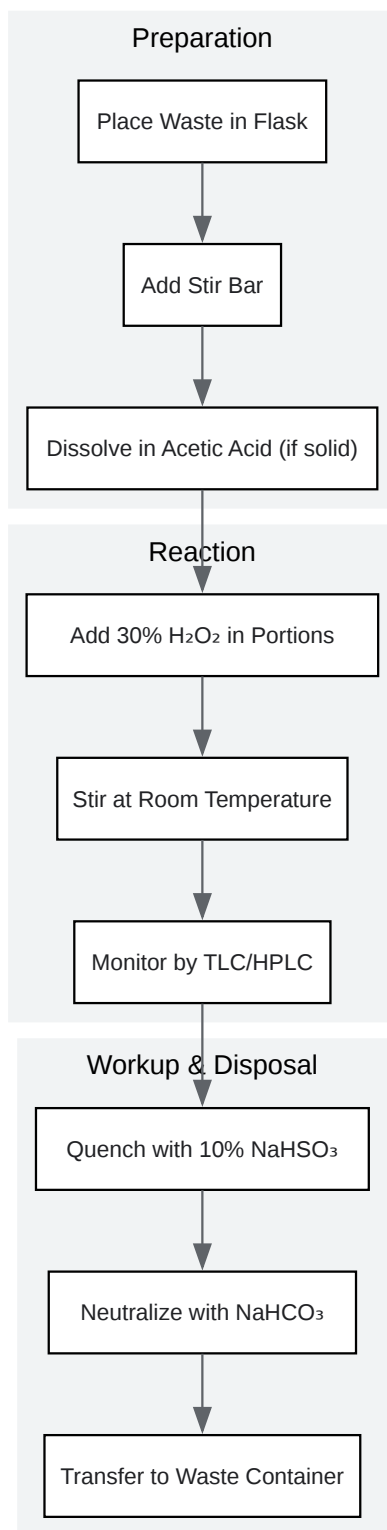 Preparation
Place Waste in Flask
Add Stir Bar
Dissolve in Acetic Acid (if solid)
Reaction
Add 30% H₂O₂ in Portions
Stir at Room Temperature
Monitor by TLC/HPLC
Workup & Disposal
Quench with 10% NaHSO₃
Neutralize with NaHCO₃
Transfer to Waste Container